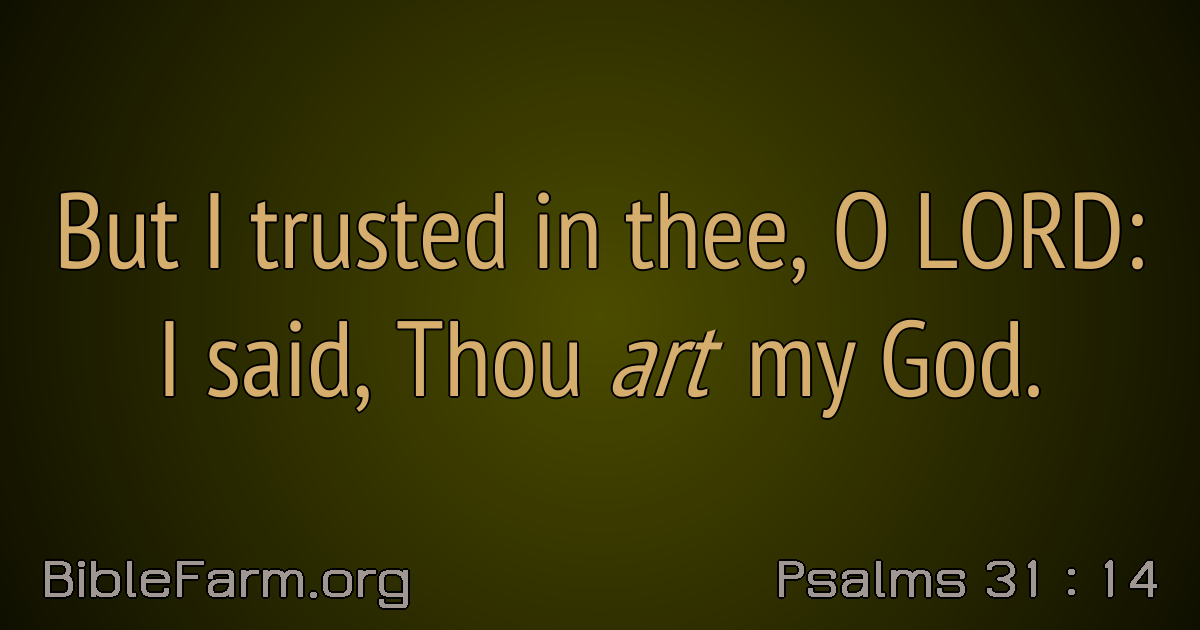 But I trusted in thee, O LORD:
I said, Thou art my God.
BibleFarm.org
Psalms 31 : 14